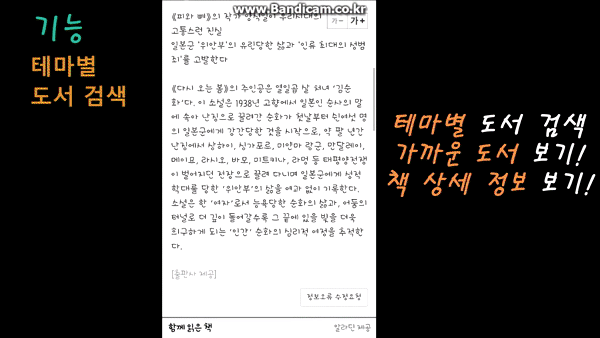 www.Bandicam.co.kr
기능
테마별
도서 검색
《피와 뼈》의 작가 양석일이 우리시대의
고통스런 진실
일본군 '위안부'의 유린당한 삶과 '인류 최대의 성범
죄'를 고발한다
가-
가+
《다시 오는 봄》의 주인공은 열일곱 살 처녀 '김순
화'다. 이 소설은 1938년 고향에서 일본인 순사의 말
에 속아 난징으로 끌려간 순화가 첫날부터 쉰여섯 명
의 일본군에게 강간당한 것을 시작으로, 약 팔 년간
난징에서 상하이, 싱가포르, 미얀마 랑군, 만달레이,
메이묘, 라시오, 바모, 미트키나, 라멍 등 태평양전쟁
이 벌어지던 전장으로 끌려 다니며 일본군에게 성적
학대를 당한 '위안부'의 삶을 여과 없이 기록한다.
소설은 한 '여자'로서 능욕당한 순화의 삶과, 어둠의
터널로 더 깊이 들어갈수록 그 끝에 있을 빛을 더욱
희구하게 되는 '인간' 순화의 심리적 여정을 추적한
다.
[출판사 제공]
정보오류 수정요청
함께 읽은 책
알라딘 제공
테마별 도서 검색
가까운 도서 보기!
책 상세 정보 보기!